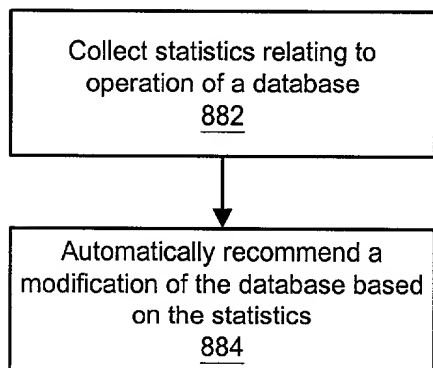 Collect statistics relating to
operation of a database
882
Automatically recommend a
modification of the database based
on the statistics
884